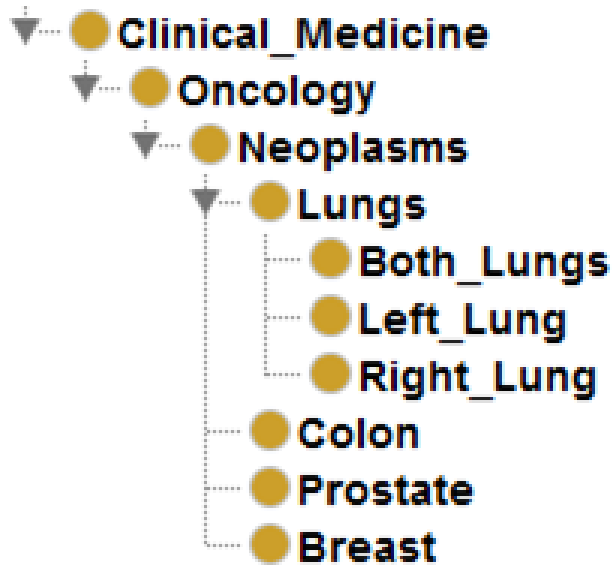 Clinical_Medicine
Oncology
Neoplasms
Lungs
Both_Lungs
Left_Lung
Right_Lung
Colon
Prostate
Breast